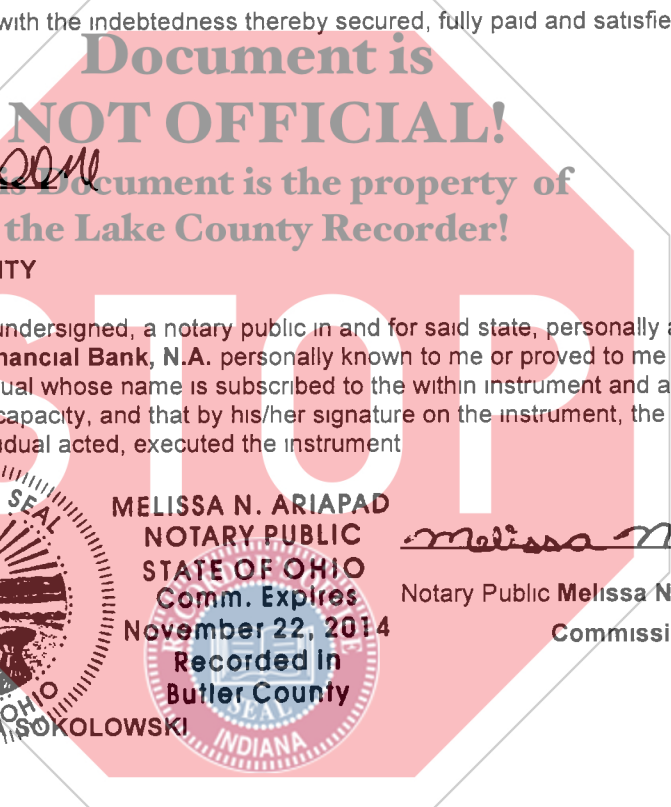 with the indebtedness thereby secured, fully paid and satisfie
Document is
NOT OFFICIAL!
is Document is the property of
the Lake County Recorder!
ITY
STOP
undersigned, a notary public in and for said state, personally a
nancial Bank, N.A. personally known to me or proved to me
ual whose name is subscribed to the within instrument and a
capacity, and that by his/her signature on the instrument, the
idual acted, executed the instrument
SEAL
MELISSA N. ARIAPAD
NOTARY PUBLIC
STATE OF OHIO
Comm. Expires
November 22, 2014
Recorded in
Butler County
Melissa N
Notary Public Melissa N
Commissi
SEAL
INDIANA
OHIO
SOKOLOWSKI